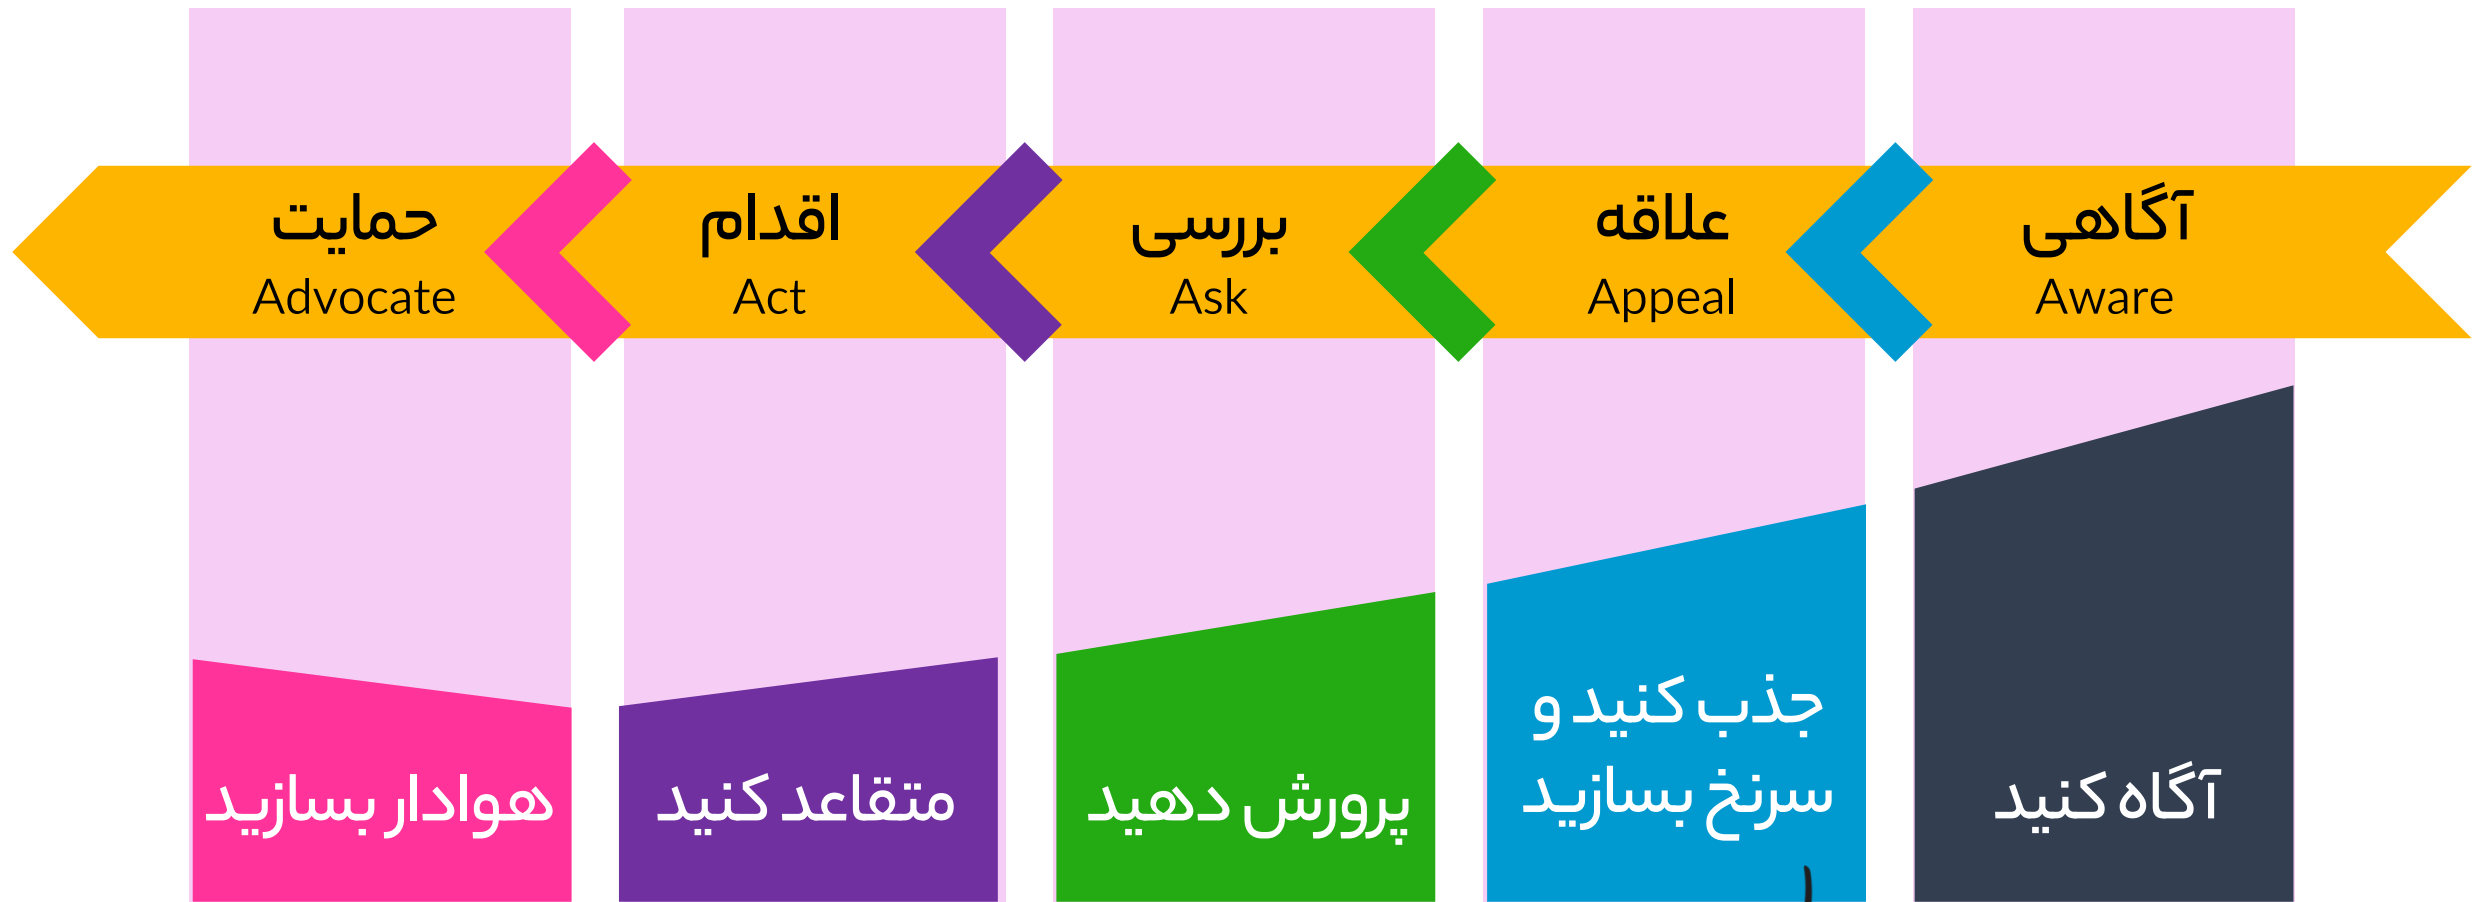 آگاهی
Aware
علاقه
Appeal
بررسی
Ask
اقدام
Act
حمایت
Advocate
آگاه کنید
جذب کنید و
سرنخ بسازید
پرورش دهید
متقاعد کنید
هوادار بسازید